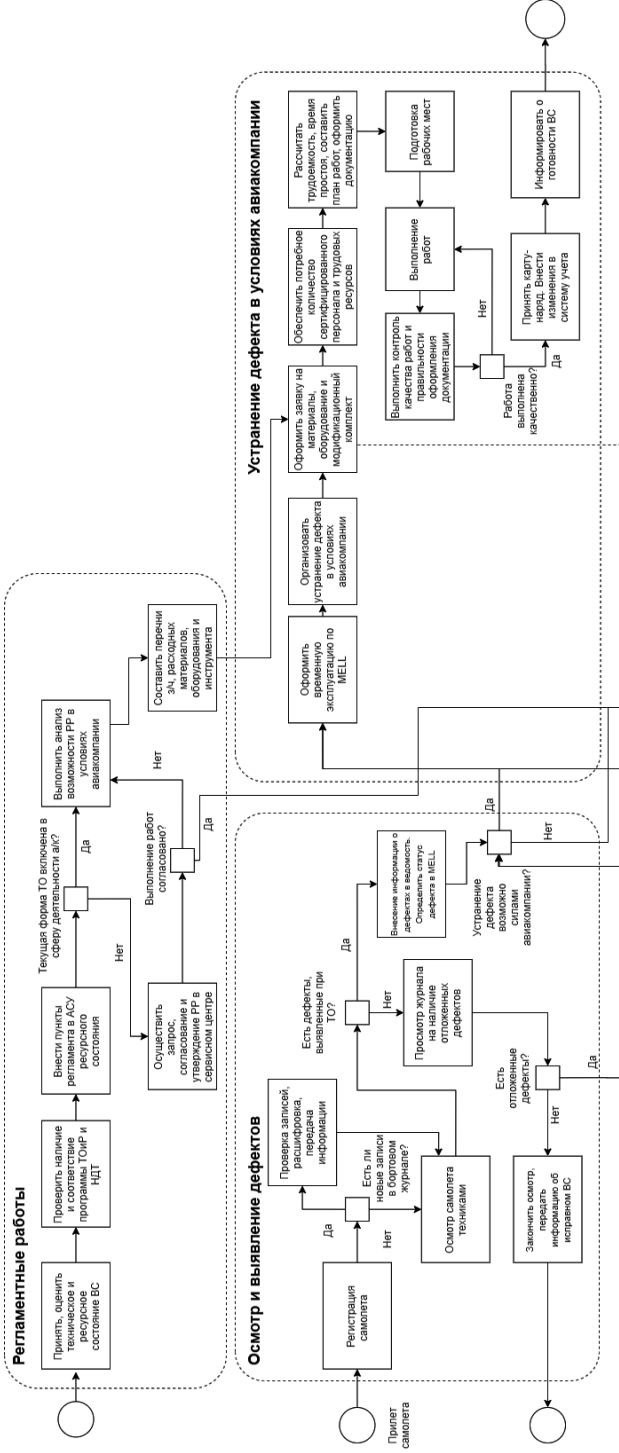 Регламентные работы
Принять, оценить
техническое и
ресурсное
состояние ВС
Проверить наличие
и соответствие
программы ТОиР и
НДТ
Внести пункты
регламента в АСУ
ресурсного
состояния
Текущая форма ТО включена в
сферу деятельности а/к?
Да
Нет
Выполнить анализ
возможности РР в
условиях
авиакомпании
Осуществить
запрос,
согласование и
утверждение РР в
сервисном центре
Выполнение работ
согласовано?
Нет
Да
Составить перечни
з/ч, расходных
материалов,
оборудования и
инструмента
Осмотр и выявление дефектов
Прилет
самолета
Регистрация
самолета
Да
Нет
Есть ли
новые записи
в бортовом
журнале?
Проверка записей,
расшифровка,
передача
информации
Осмотр самолета
техниками
Есть дефекты,
выявленные при
ТО?
Да
Нет
Внесение информации о
дефектах в ведомость.
Определить статус
дефекта в MELL
Просмотр журнала
на наличие
отложенных
дефектов
Есть
отложенные
дефекты?
Нет
Да
Закончить осмотр,
передать
информацию об
исправном ВС
Устранение
дефекта
возможно
силами
авиакомпании?
Да
Нет
Устранение дефекта в условиях авиакомпании
Оформить
временную
эксплуатацию по
MELL
Организовать
устранение дефекта
в условиях
авиакомпании
Оформить заявку на
материалы,
оборудование и
модификационный
комплект
Обеспечить потребное
количество
сертифицированного
персонала и трудовых
ресурсов
Рассчитать
трудоемкость, время
простоя, составить
план работ, оформить
документацию
Подготовка
рабочих мест
Выполнение
работ
Выполнить контроль
качества работ и
правильности
оформления
документации
Нет
Работа
выполнена
качественно?
Да
Принять карту-
наряд. Внести
изменения в
систему учета
Информировать о
готовности ВС